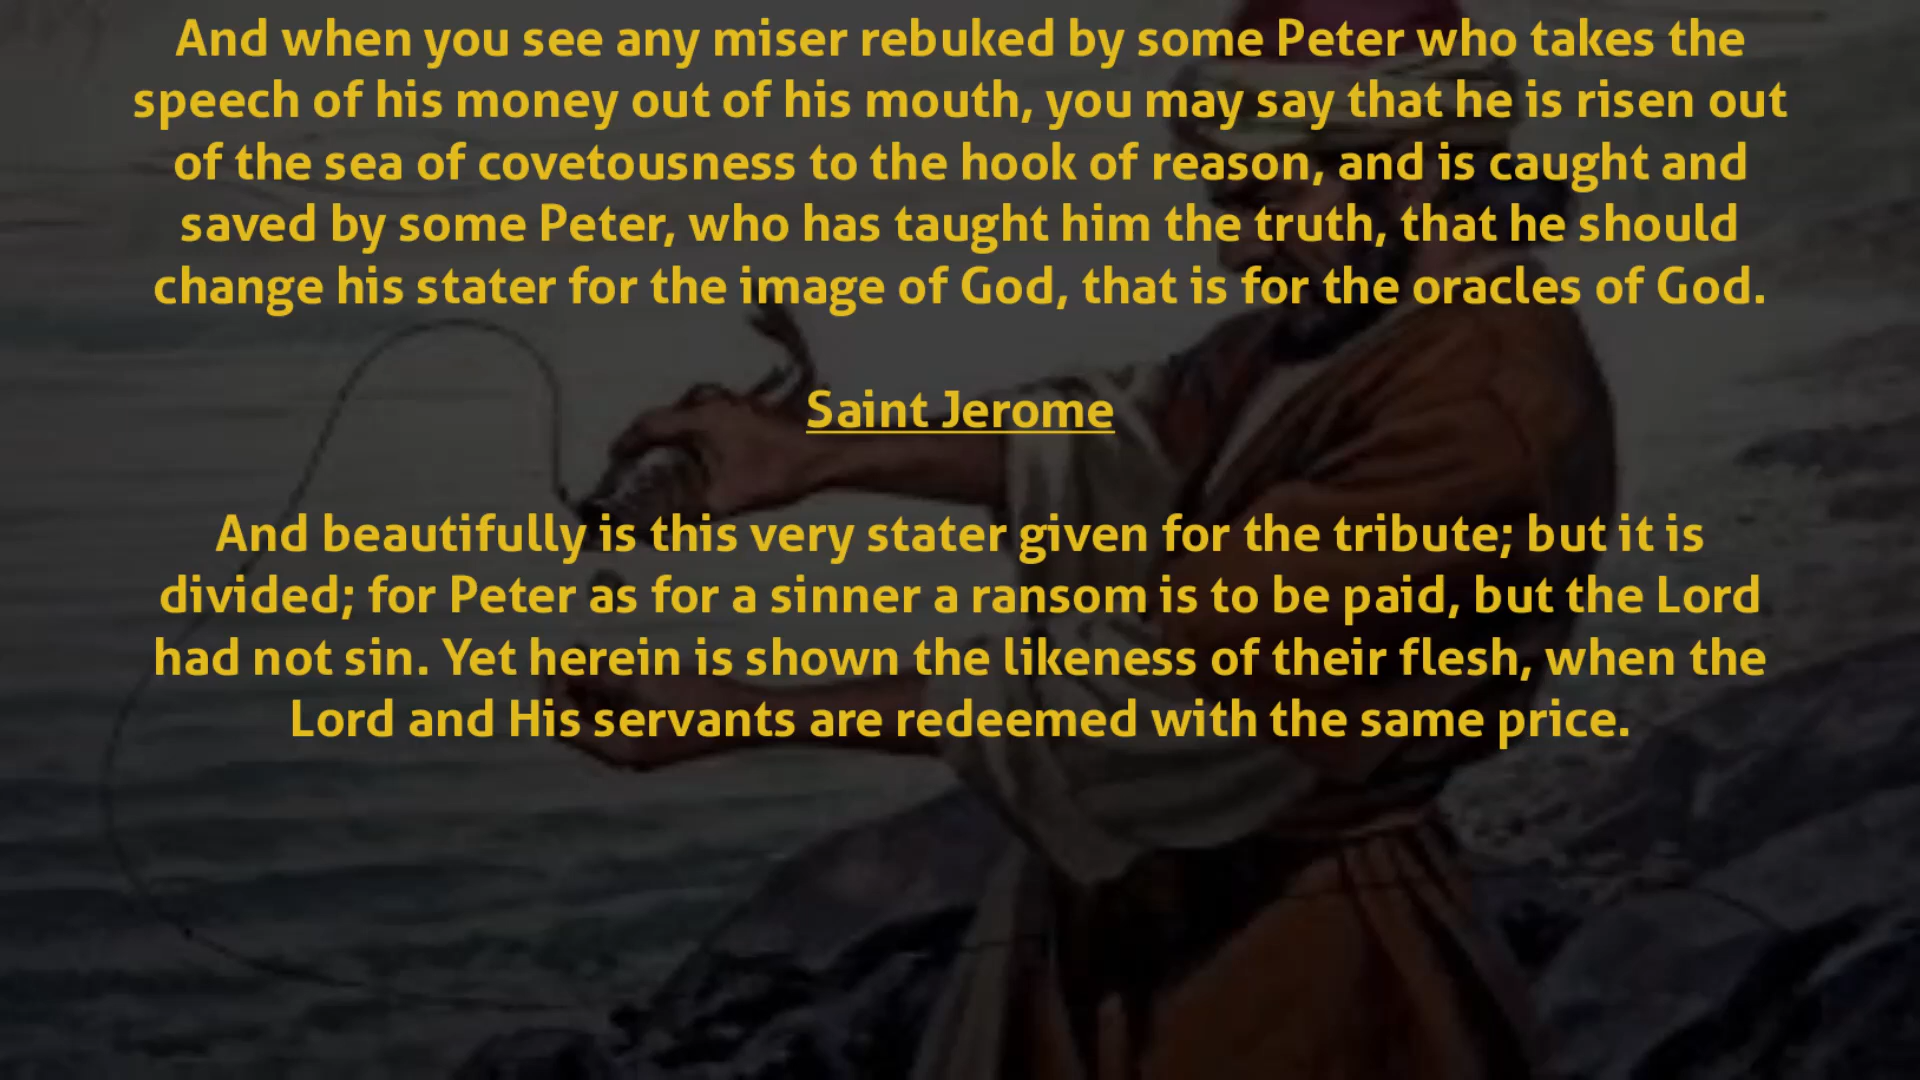 And when you see any miser rebuked by some Peter who takes the
speech of his money out of his mouth, you may say that he is risen out
of the sea of covetousness to the hook of reason, and is caught and
saved by some Peter, who has taught him the truth, that he should
change his stater for the image of God, that is for the oracles of God.
Saint Jerome
And beautifully is this very stater given for the tribute; but it is
divided; for Peter as for a sinner a ransom is to be paid, but the Lord
had not sin. Yet herein is shown the likeness of their flesh, when the
Lord and His servants are redeemed with the same price.